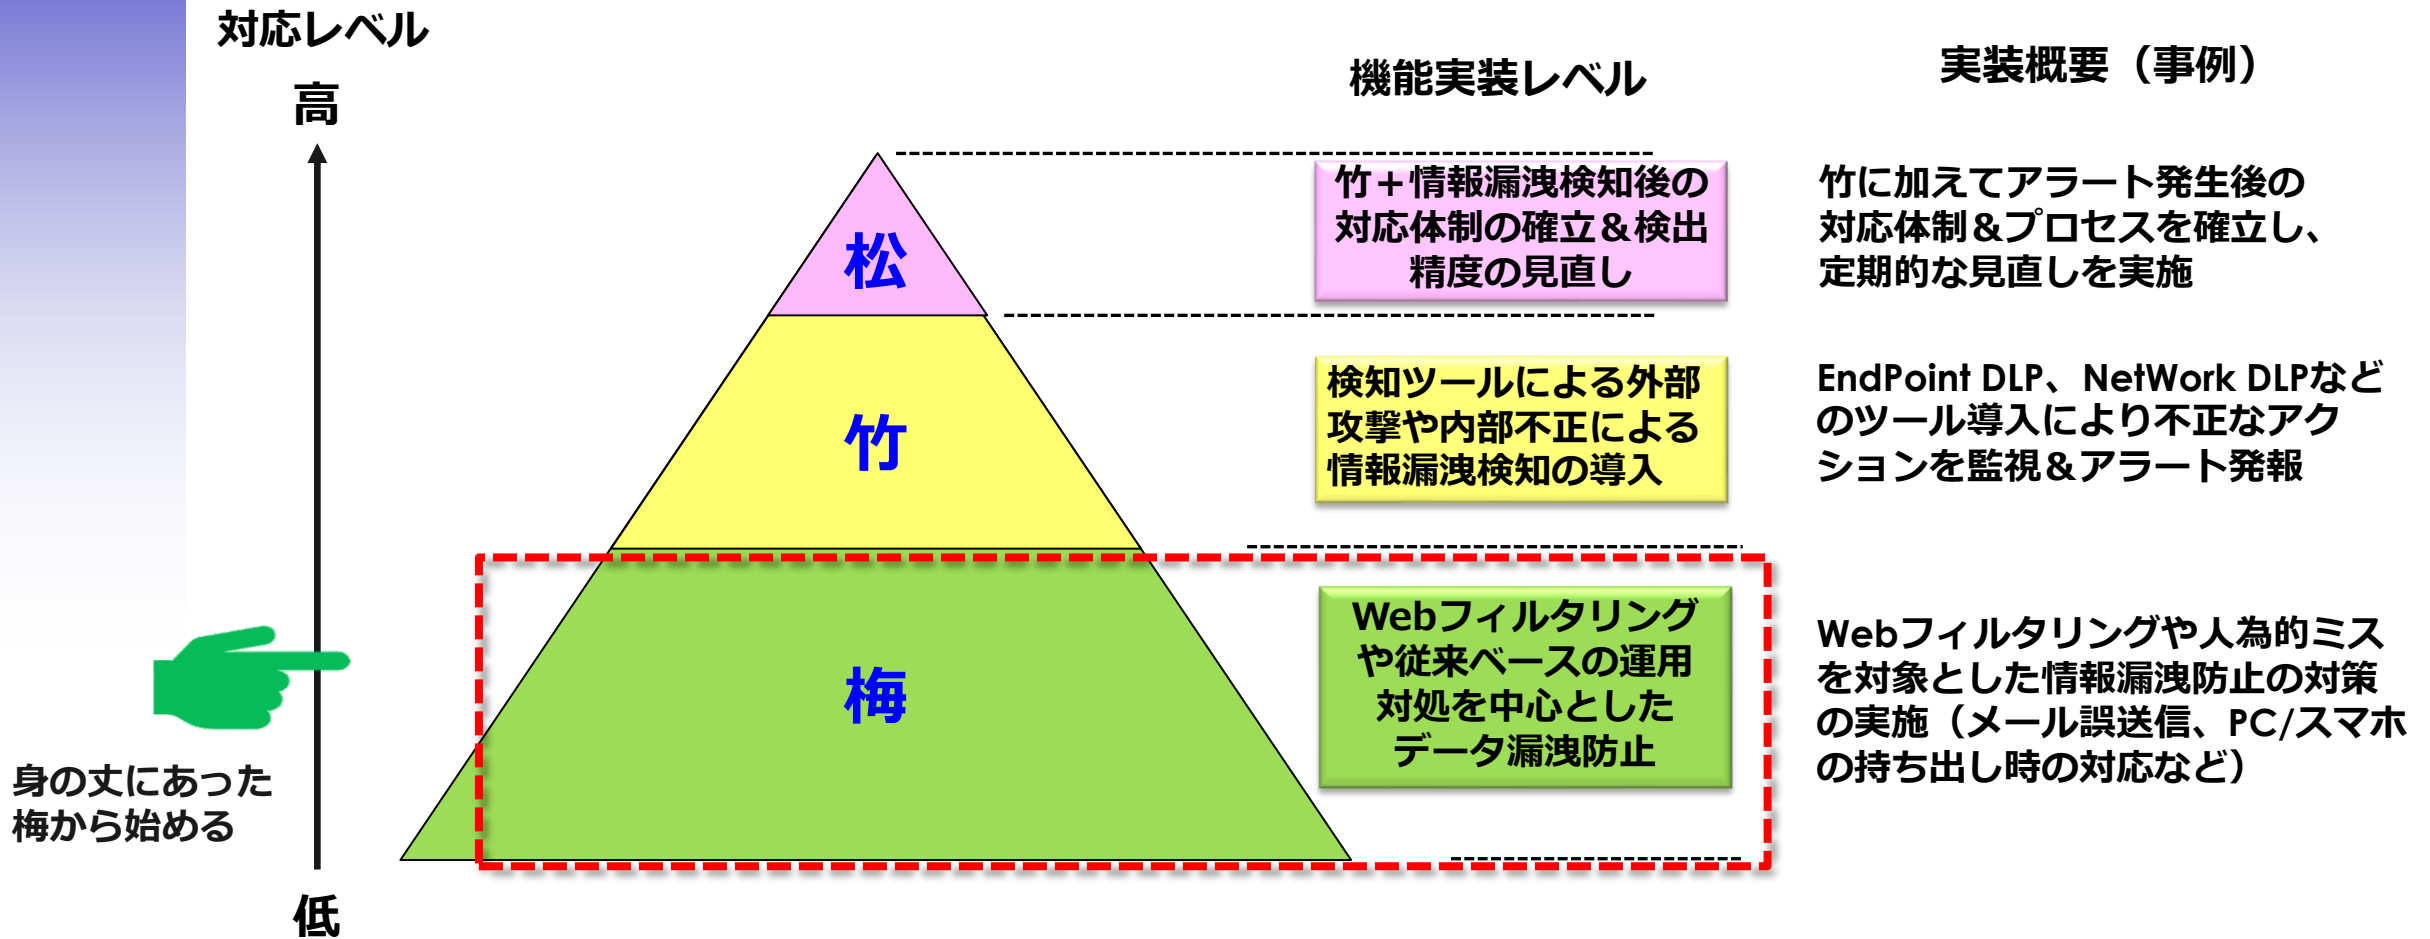 対応レベル
高
機能実装レベル
実装概要（事例）
松
竹＋情報漏洩検知後の
対応体制の確立＆検出
精度の見直し
竹に加えてアラート発生後の
対応体制＆プロセスを確立し、
定期的な見直しを実施
竹
検知ツールによる外部
攻撃や内部不正による
情報漏洩検知の導入
EndPoint DLP、NetWork DLPなど
のツール導入により不正なアク
ションを監視＆アラート発報
梅
Webフィルタリング
や従来ベースの運用
対処を中心とした
データ漏洩防止
Webフィルタリングや人為的ミス
を対象とした情報漏洩防止の対策
の実施（メール誤送信、PC/スマホ
の持ち出し時の対応など）
身の丈にあった
梅から始める
低